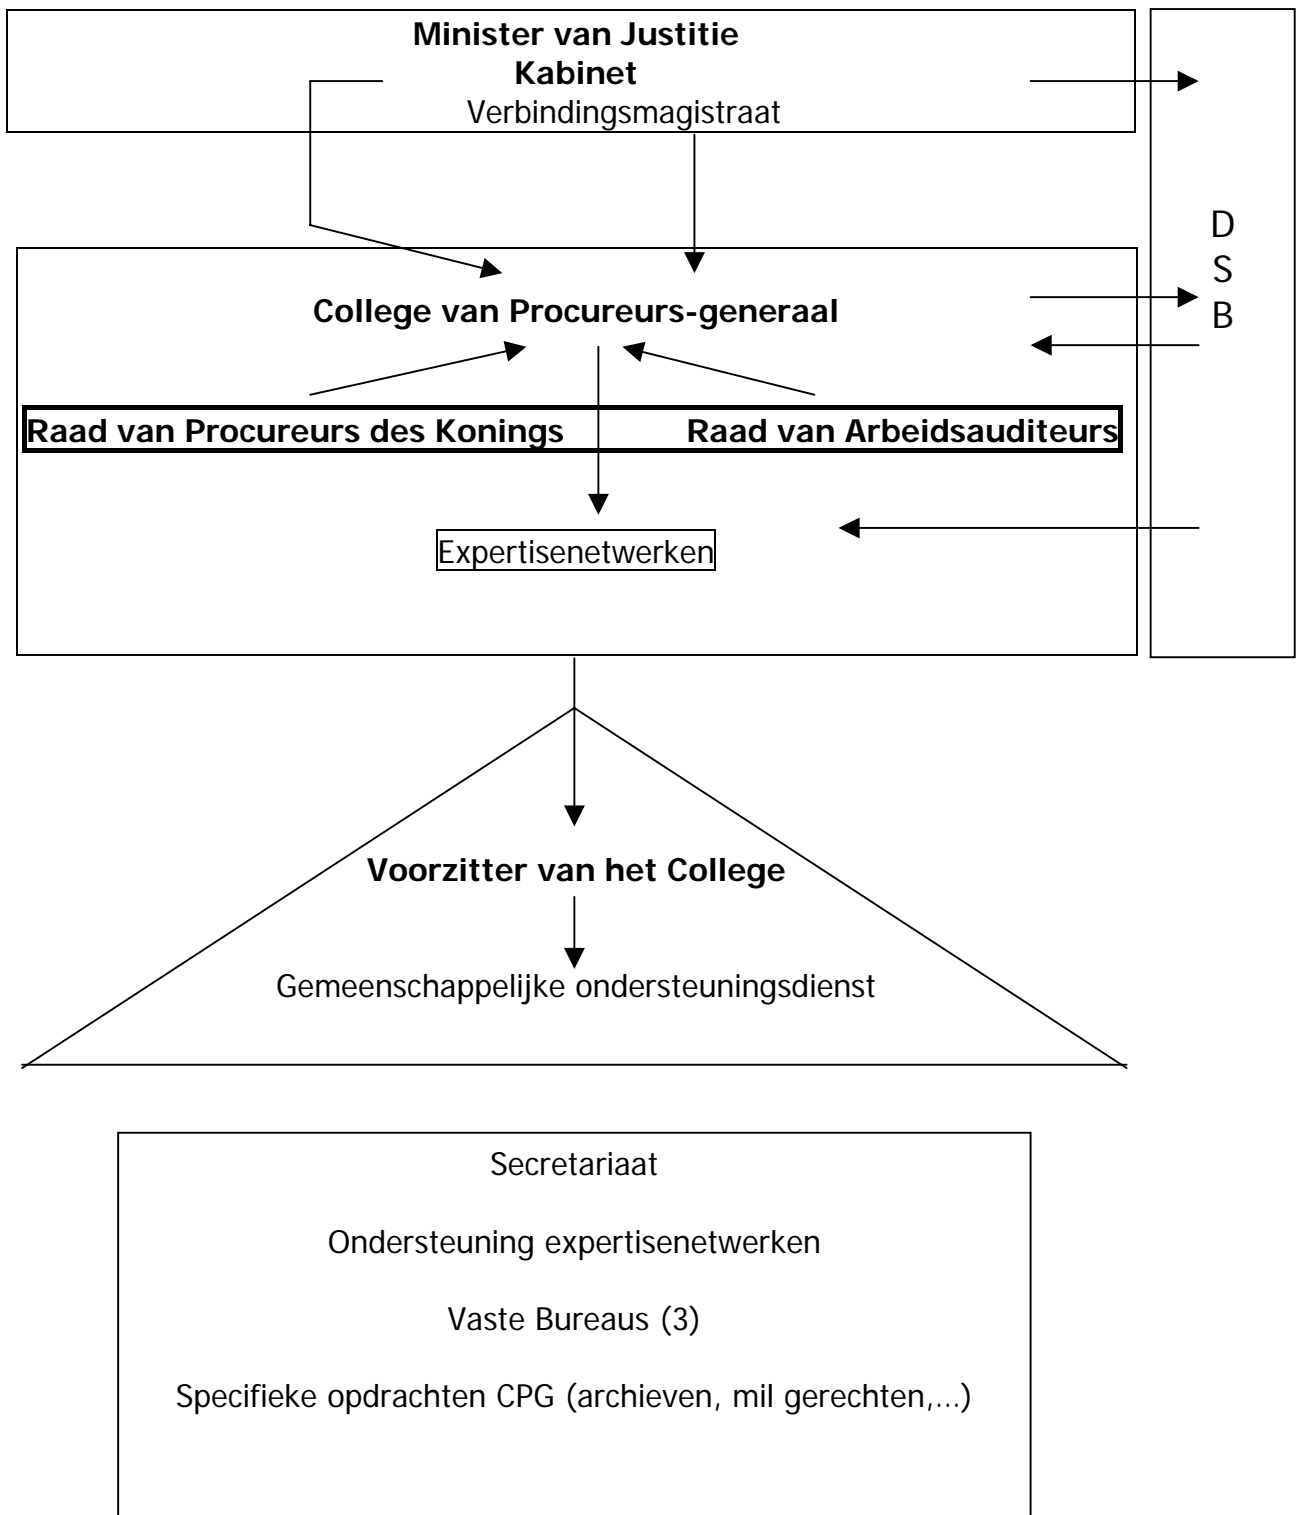 Minister van Justitie
Kabinet
Verbindingsmagistraat
D
S
B
College van Procureurs-generaal
Raad van Procureurs des Konings Raad van Arbeidsauditeurs
Expertisenetwerken
Voorzitter van het College
Gemeenschappelijke ondersteuningsdienst
Secretariaat
Ondersteuning expertisenetwerken
Vaste Bureaus (3)
Specifieke opdrachten CPG (archieven, mil gerechten,...)